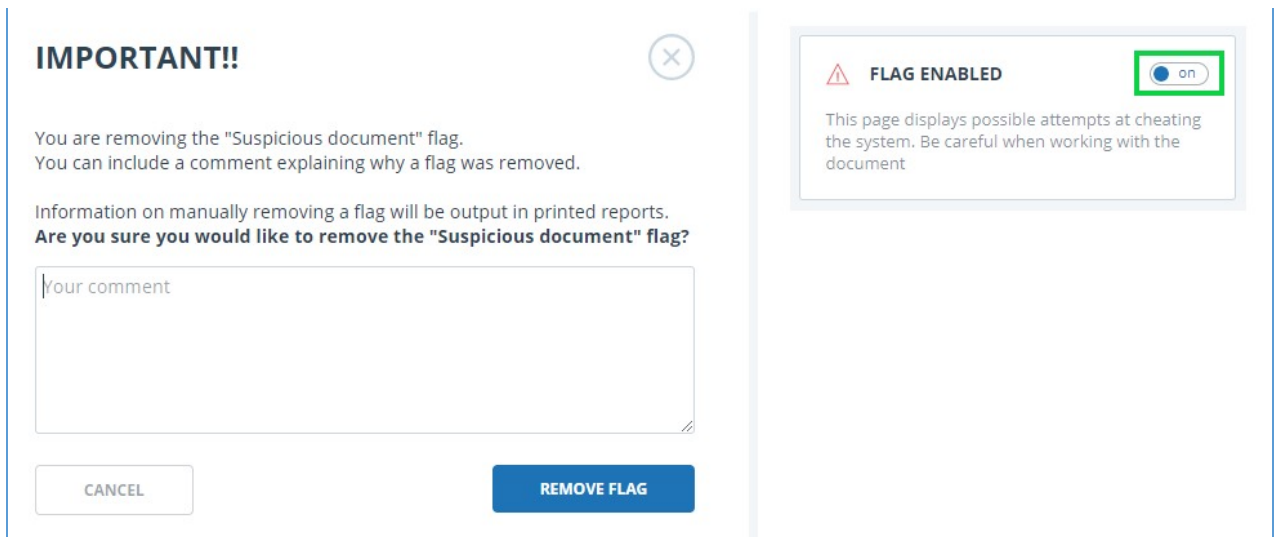 IMPORTANT!!
You are removing the "Suspicious document" flag.
You can include a comment explaining why a flag was removed.
Information on manually removing a flag will be output in printed reports.
Are you sure you would like to remove the "Suspicious document" flag?
Your comment
CANCEL
REMOVE FLAG
FLAG ENABLED
on
This page displays possible attempts at cheating
the system. Be careful when working with the
document